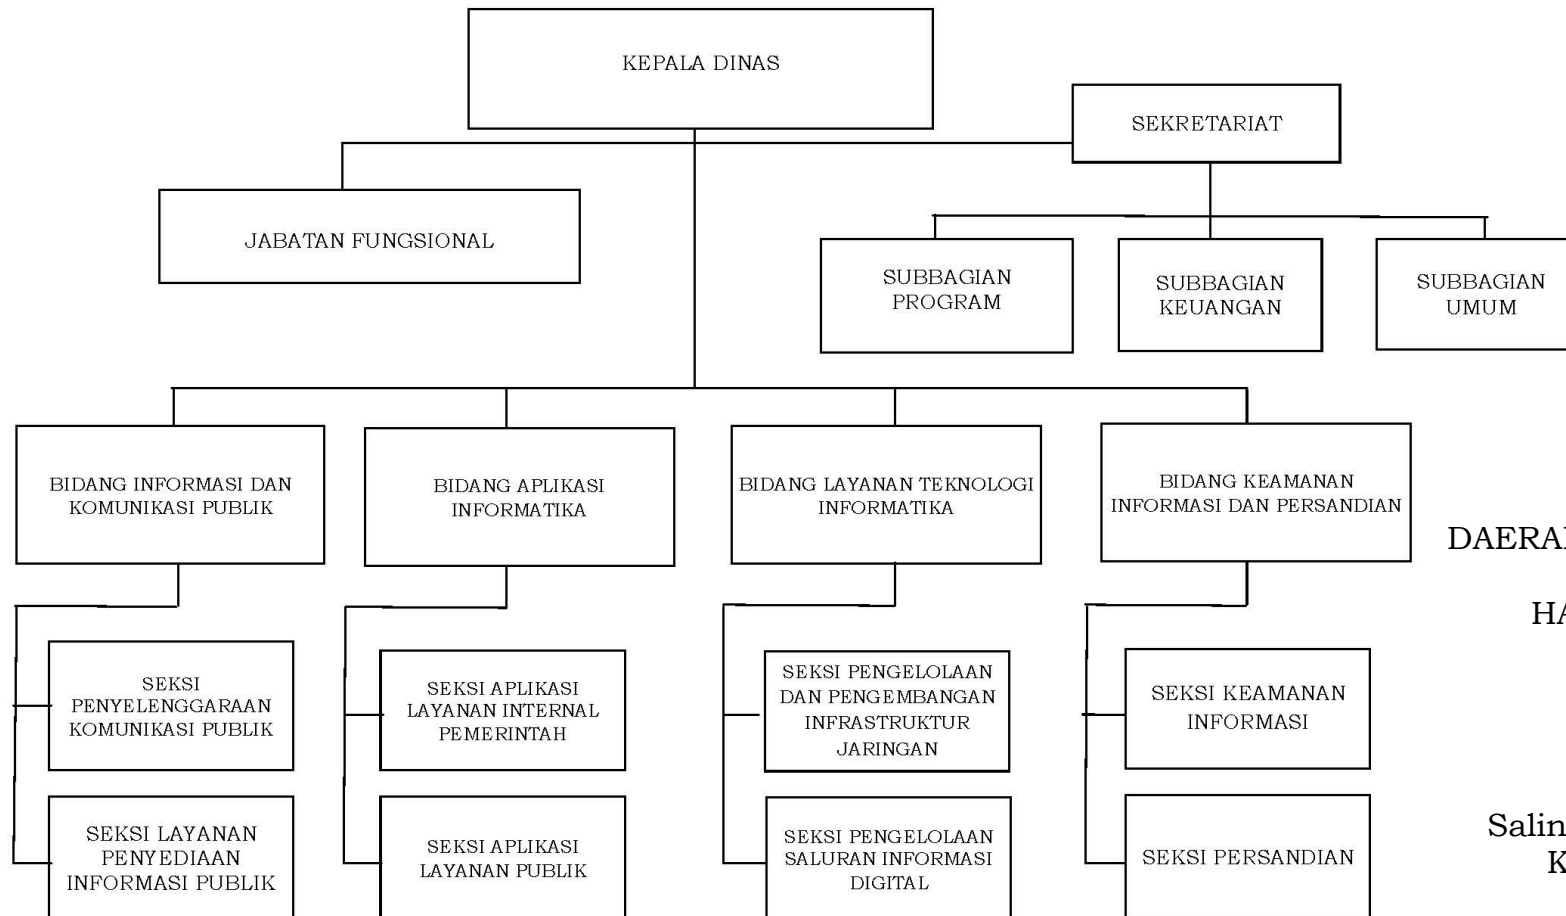 KEPALA DINAS
SEKRETARIAT
JABATAN FUNGSIONAL
SUBBAGIAN
PROGRAM
SUBBAGIAN
KEUANGAN
SUBBAGIAN
UMUM
BIDANG INFORMASI DAN
KOMUNIKASI PUBLIK
BIDANG APLIKASI
INFORMATIKA
BIDANG LAYANAN TEKNOLOGI
INFORMATIKA
BIDANG KEAMANAN
INFORMASI DAN PERSANDIAN
SEKSI
PENYELENGGARAAN
KOMUNIKASI PUBLIK
SEKSI APLIKASI
LAYANAN INTERNAL
PEMERINTAH
SEKSI PENGELOLAAN
DAN PENGEMBANGAN
INFRASTRUKTUR
JARINGAN
SEKSI KEAMANAN
INFORMASI
SEKSI LAYANAN
PENYEDIAAN
INFORMASI PUBLIK
SEKSI APLIKASI
LAYANAN PUBLIK
SEKSI PENGELOLAAN
SALURAN INFORMASI
DIGITAL
SEKSI PERSANDIAN